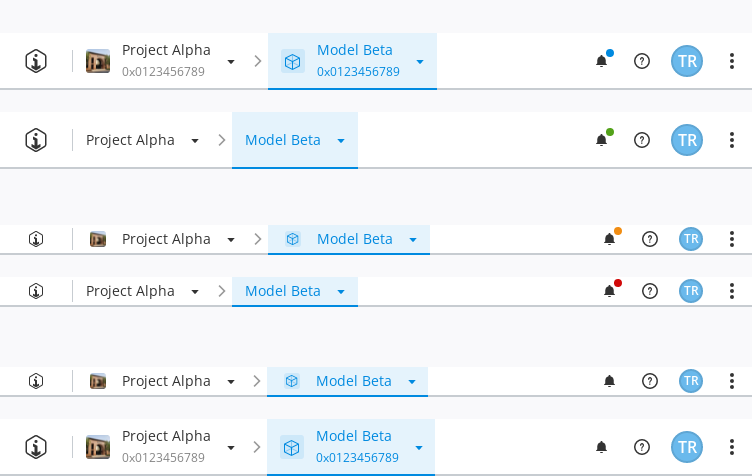 Project Alpha
0x0123456789
Model Beta
0x0123456789
?
TR
Project Alpha
Model Beta
?
TR
Project Alpha
Model Beta
?
TR
Project Alpha
Model Beta
?
TR
Project Alpha
Model Beta
?
TR
Project Alpha
0x0123456789
Model Beta
0x0123456789
?
TR